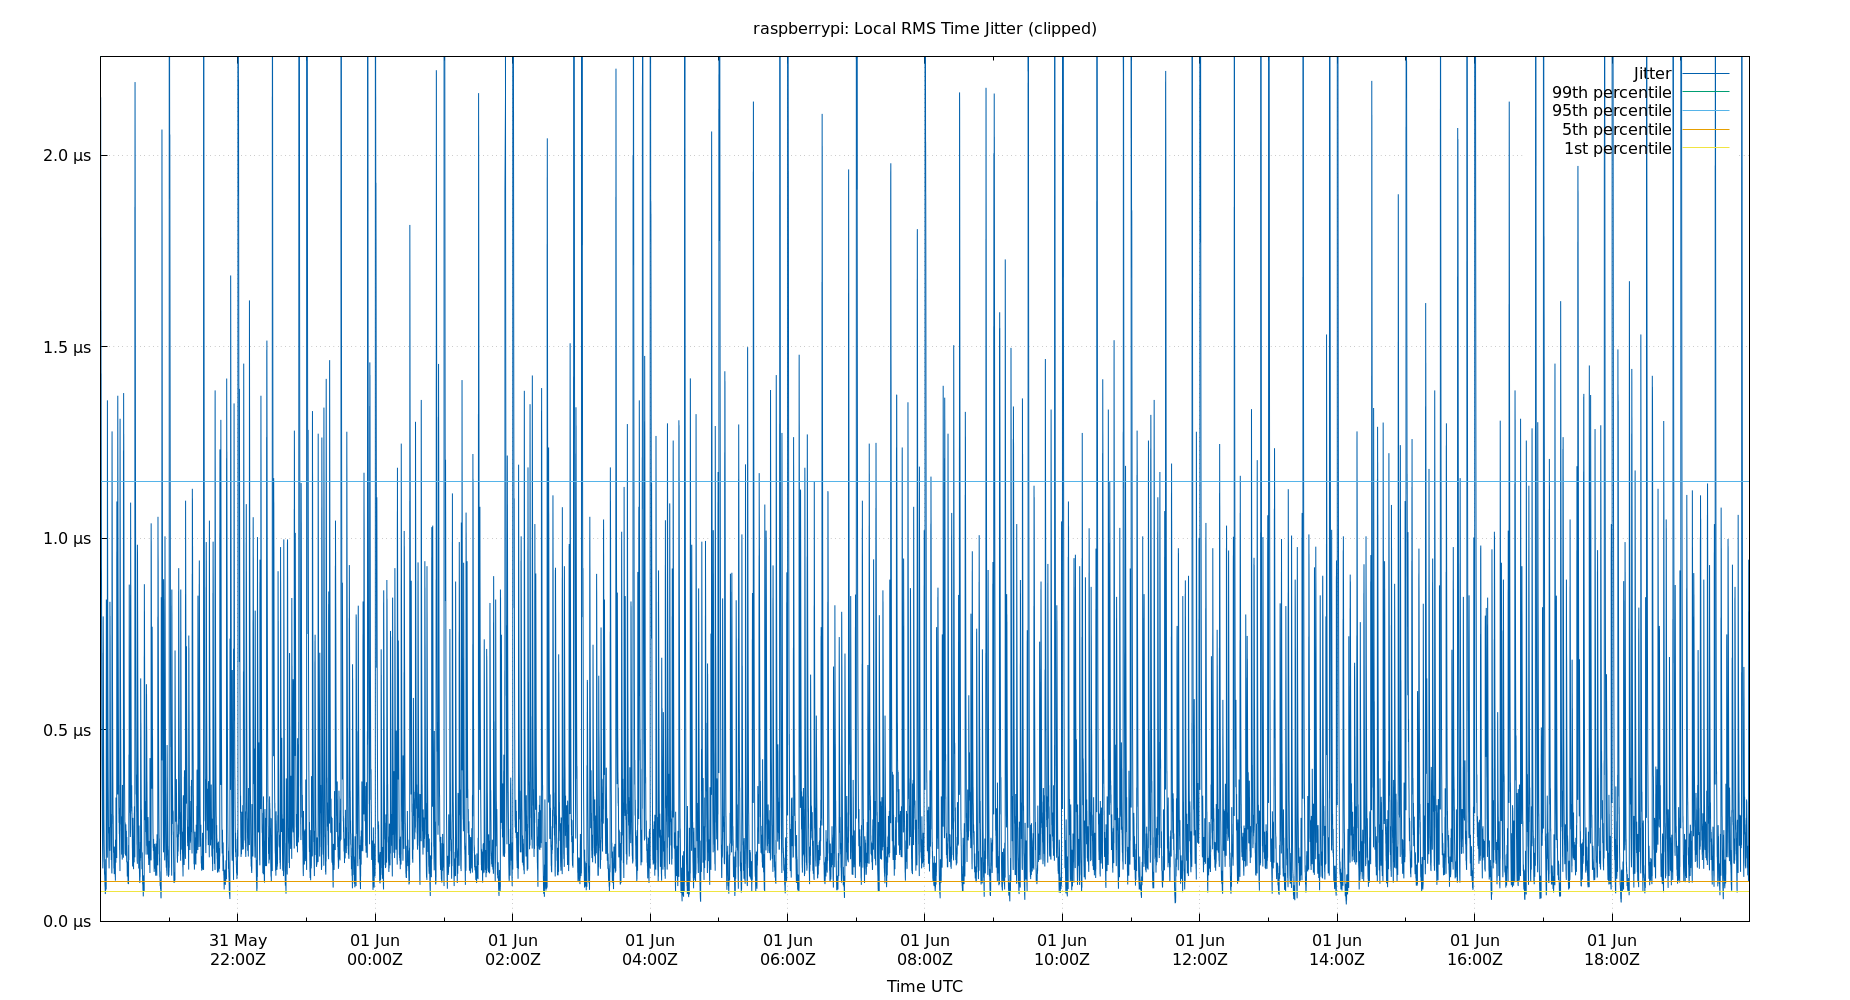 raspberrypi: Local RMS Time Jitter (clipped)
Jitter
99th percentile
95th percentile
5th percentile
1st percentile
2.0 µs
1.5 µs
1.0 µs
0.5 µs
0.0 µs
31 May 01 Jun 01 Jun 01 Jun 01 Jun 01 Jun 01 Jun 01 Jun 01 Jun 01 Jun 01 Jun
22:00Z 00:00Z 02:00Z 04:00Z 06:00Z 08:00Z 10:00Z 12:00Z 14:00Z 16:00Z 18:00Z
Time UTC